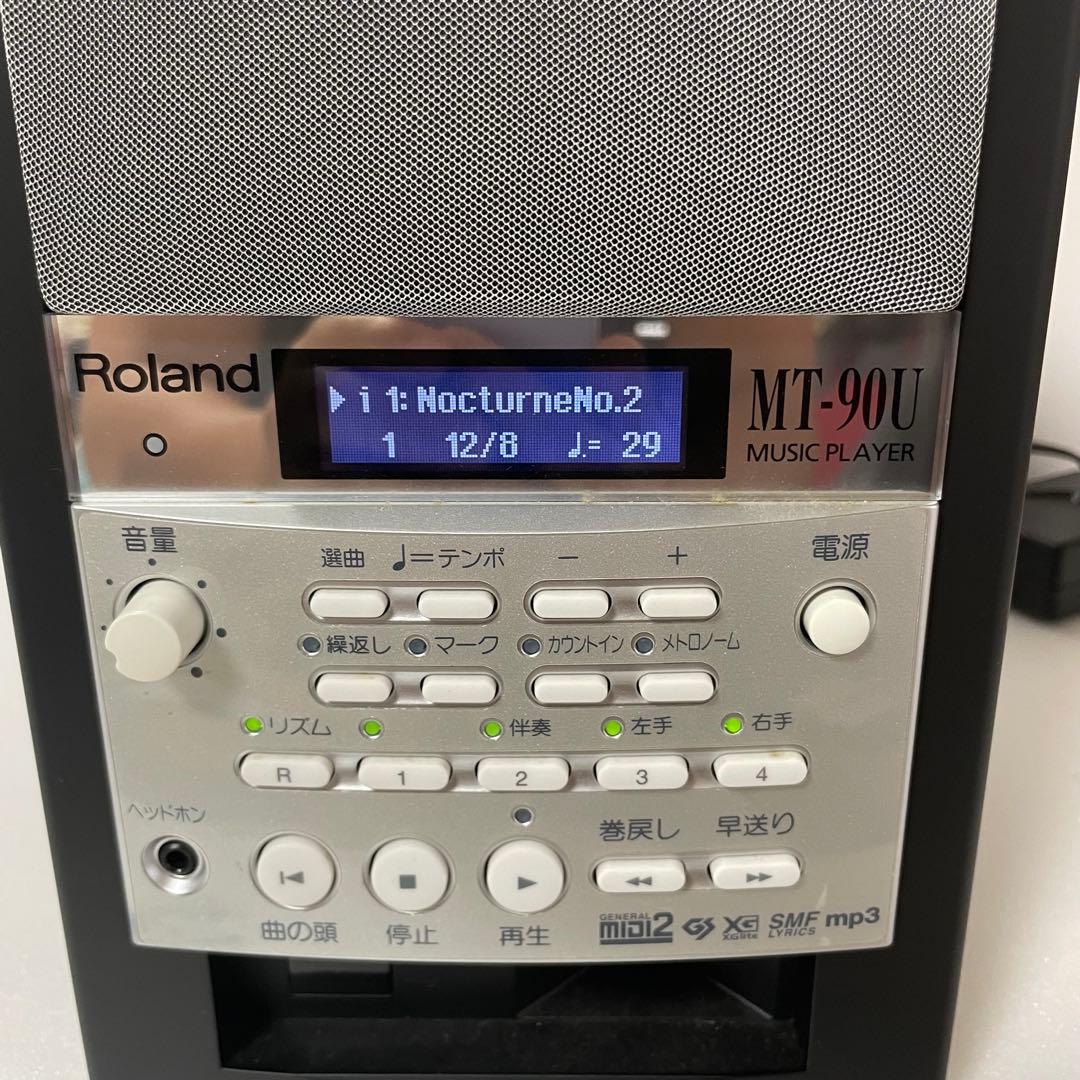 Roland
▶ i 1: NocturneNo.2
1 12/8 ♩.= 29
MT-90U
MUSIC PLAYER
音量
選曲 ♩=テンポ － ＋
電源
繰返し マーク カウントイン メトロノーム
リズム 伴奏 左手 右手
R 1 2 3 4
ヘッドホン
巻戻し 早送り
曲の頭 停止 再生
GENERAL
MIDI2 GS XG
XGlite
SMF
LYRICS
mp3